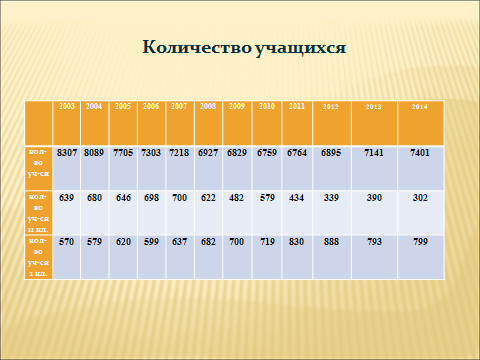 Количество учащихся
2003 2004 2005 2006 2007 2008 2009 2010 2011 2012 2013 2014
кол-
во
уч-ся
8307 8089 7705 7303 7218 6927 6829 6759 6764 6895 7141 7401
кол-
во
уч-ся
11 кл.
639 680 646 698 700 622 482 579 434 339 390 302
кол-
во
уч-ся
1 кл.
570 579 620 599 637 682 700 719 830 888 793 799